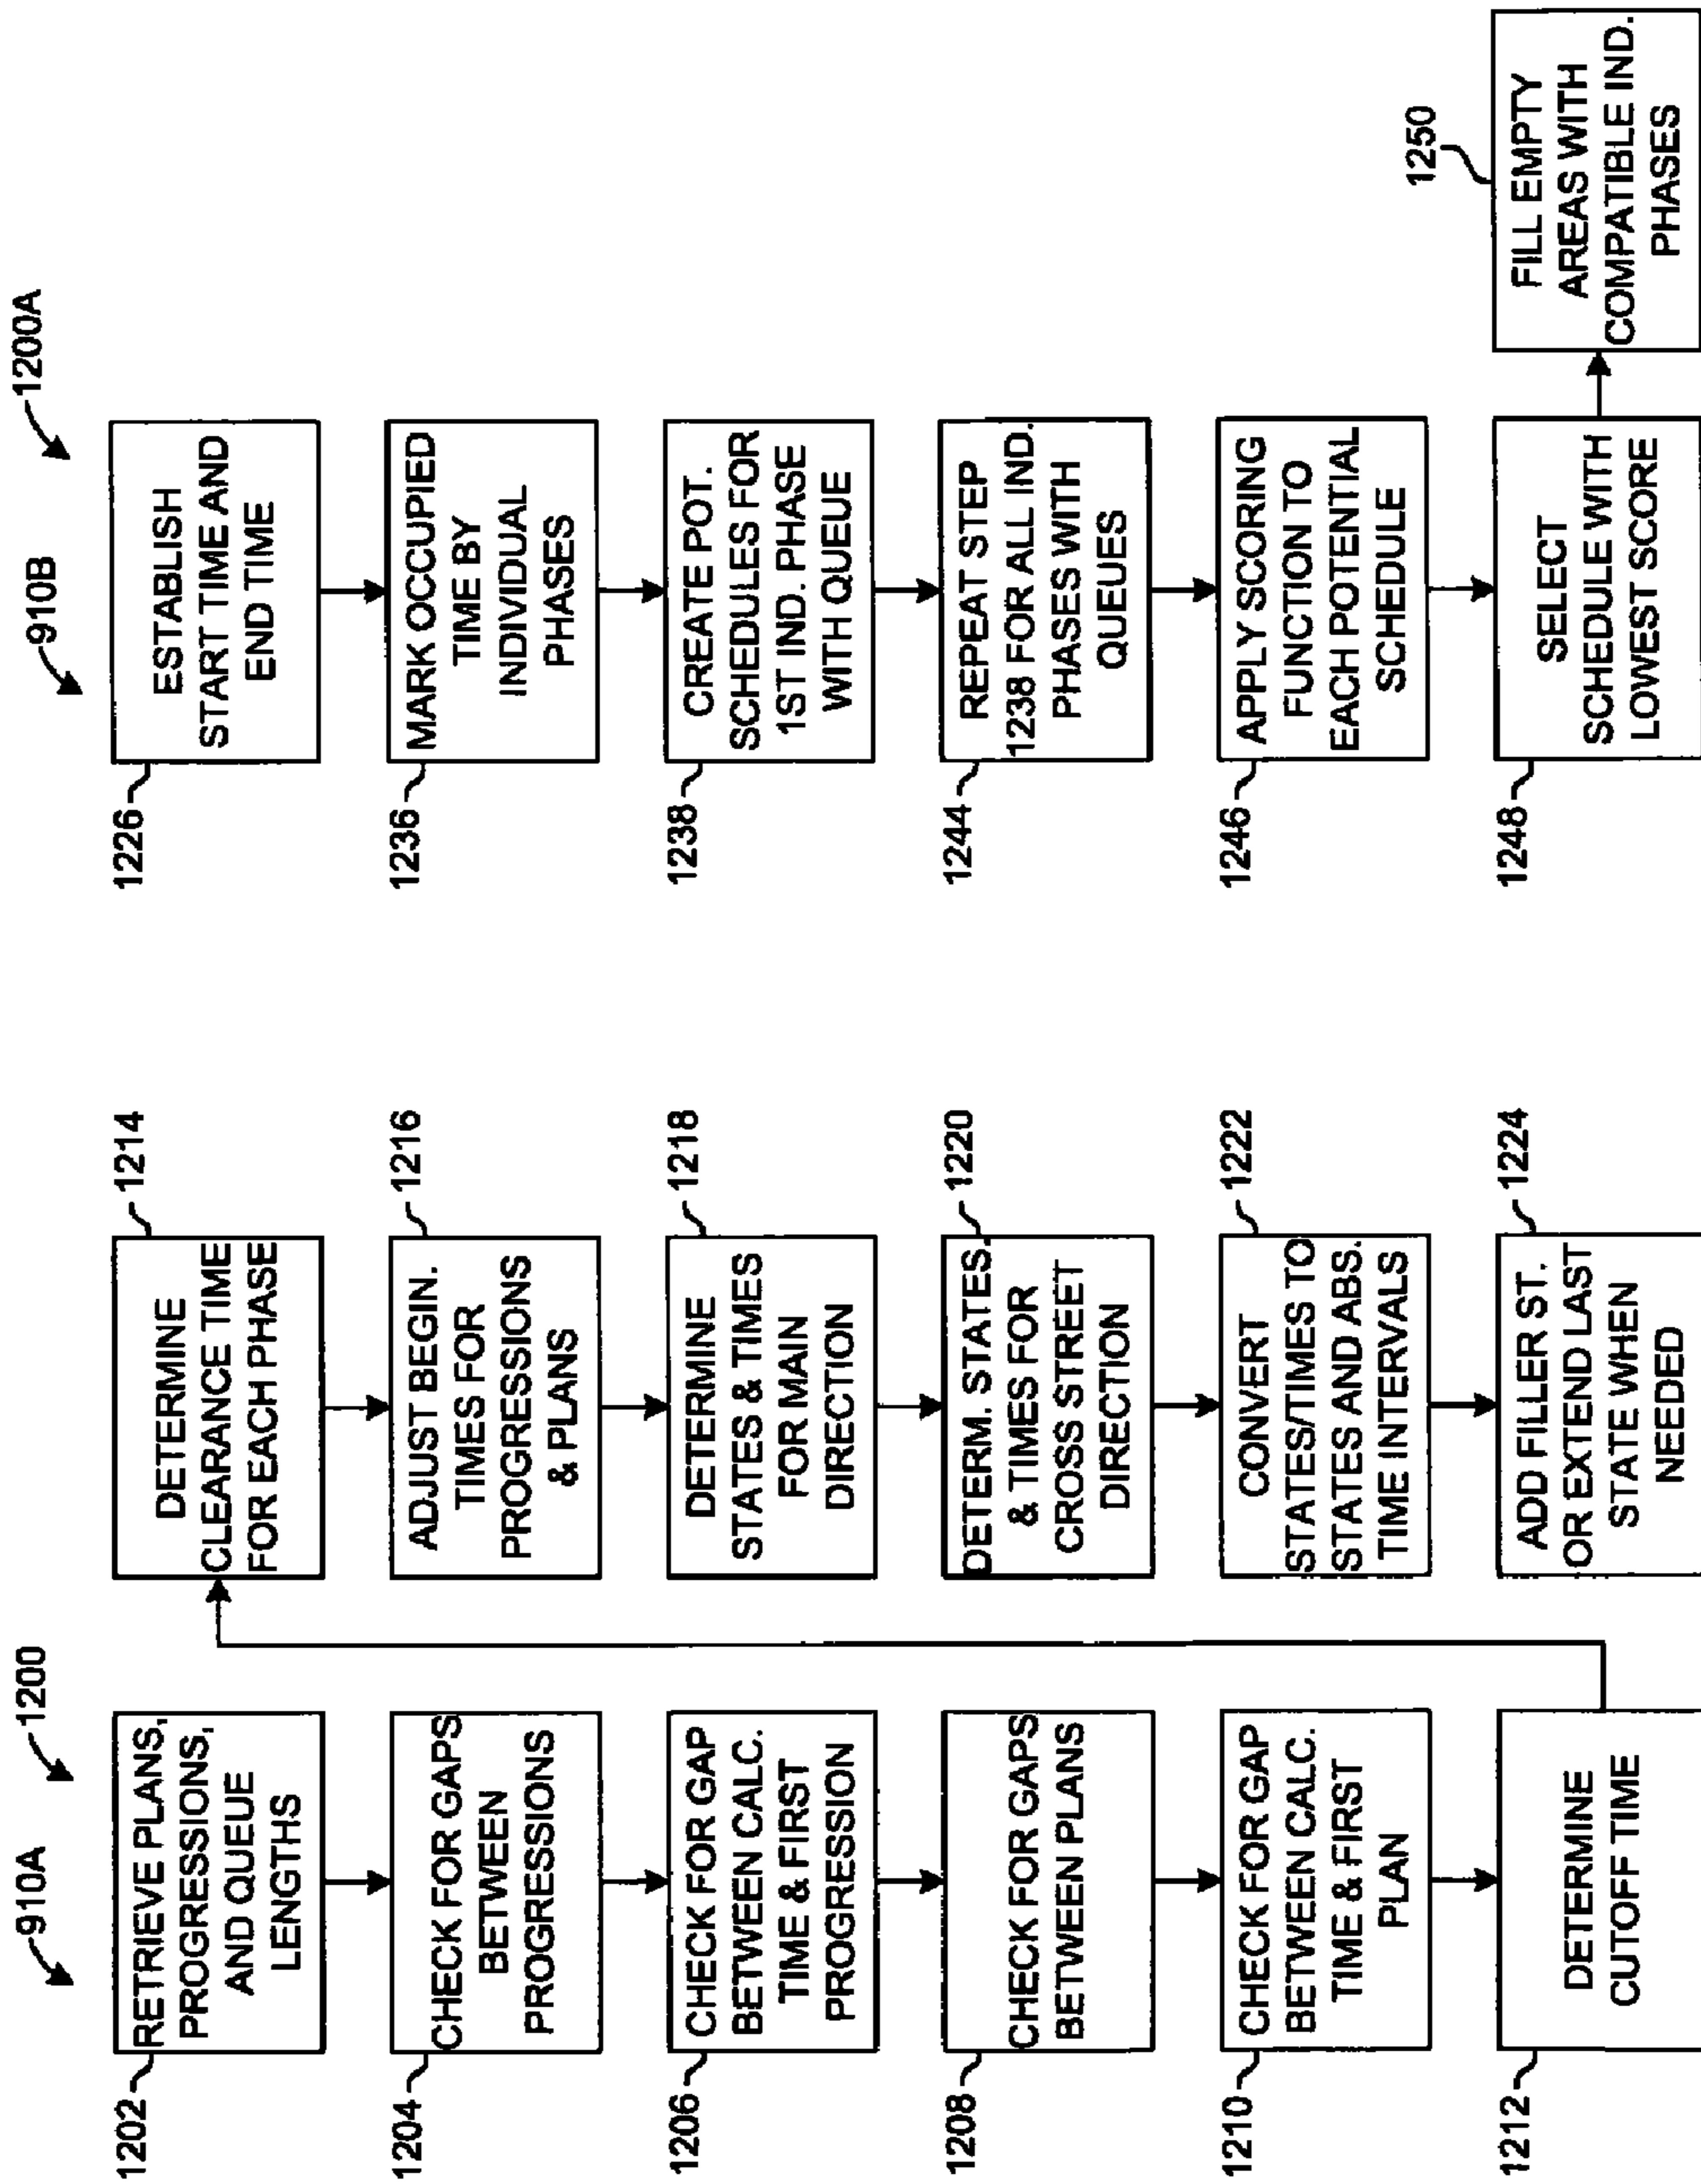 910A
1200
1202
RETRIEVE PLANS,
PROGRESSIONS,
AND QUEUE
LENGTHS
1204
CHECK FOR GAPS
BETWEEN
PROGRESSIONS
1206
CHECK FOR GAP
BETWEEN CALC.
TIME & FIRST
PROGRESSION
1208
CHECK FOR GAPS
BETWEEN PLANS
1210
CHECK FOR GAP
BETWEEN CALC.
TIME & FIRST
PLAN
1212
DETERMINE
CUTOFF TIME
1214
DETERMINE
CLEARANCE TIME
FOR EACH PHASE
1216
ADJUST BEGIN.
TIMES FOR
PROGRESSIONS
& PLANS
1218
DETERMINE
STATES & TIMES
FOR MAIN
DIRECTION
1220
DETERM. STATES
& TIMES FOR
CROSS STREET
DIRECTION
1222
CONVERT
STATES/TIMES TO
STATES AND ABS.
TIME INTERVALS
1224
ADD FILLER ST.
OR EXTEND LAST
STATE WHEN
NEEDED
910B
1200A
1226
ESTABLISH
START TIME AND
END TIME
1236
MARK OCCUPIED
TIME BY
INDIVIDUAL
PHASES
1238
CREATE POT.
SCHEDULES FOR
1ST IND. PHASE
WITH QUEUE
1244
REPEAT STEP
1238 FOR ALL IND.
PHASES WITH
QUEUES
1246
APPLY SCORING
FUNCTION TO
EACH POTENTIAL
SCHEDULE
1248
SELECT
SCHEDULE WITH
LOWEST SCORE
1250
FILL EMPTY
AREAS WITH
COMPATIBLE IND.
PHASES